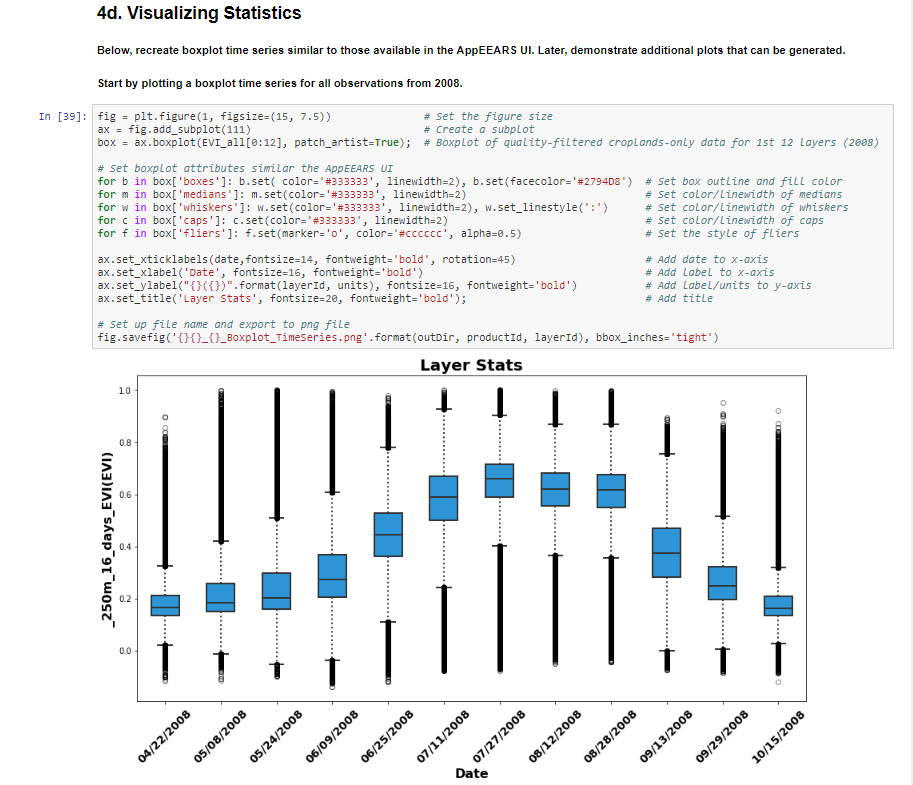 4d. Visualizing Statistics
Below, recreate boxplot time series similar to those available in the AppEEARS UI. Later, demonstrate additional plots that can be generated.
Start by plotting a boxplot time series for all observations from 2008.
In [39]: fig = plt.figure(1, figsize=(15, 7.5)) # Set the figure size
ax = fig.add_subplot(111) # Create a subplot
box = ax.boxplot(EVI_all[0:12], patch_artist=True); # Boxplot of quality-filtered croplands-only data for 1st 12 layers (2008)
# Set boxplot attributes similar the AppEEARS UI
for b in box['boxes']: b.set( color='#333333', linewidth=2), b.set(facecolor='#2794D8') # Set box outline and fill color
for m in box['medians']: m.set(color='#333333', linewidth=2) # Set color/linewidth of medians
for w in box['whiskers']: w.set(color='#333333', linewidth=2), w.set_linestyle(':') # Set color/linewidth of whiskers
for c in box['caps']: c.set(color='#333333', linewidth=2) # Set color/linewidth of caps
for f in box['fliers']: f.set(marker='o', color='#cccccc', alpha=0.5) # Set the style of fliers
ax.set_xticklabels(date,fontsize=14, fontweight='bold', rotation=45) # Add date to x-axis
ax.set_xlabel('Date', fontsize=16, fontweight='bold') # Add label to x-axis
ax.set_ylabel("{}({})".format(layerId, units), fontsize=16, fontweight='bold') # Add label/units to y-axis
ax.set_title('Layer Stats', fontsize=20, fontweight='bold'); # Add title
# Set up file name and export to png file
fig.savefig('{}{}_{}_Boxplot_TimeSeries.png'.format(outDir, productId, layerId), bbox_inches='tight')
Layer Stats
1.0
0.8
0.6
0.4
0.2
0.0
_250m_16_days_EVI(EVI)
04/22/2008
05/08/2008
05/24/2008
06/09/2008
06/25/2008
07/11/2008
07/27/2008
08/12/2008
08/28/2008
09/13/2008
09/29/2008
10/15/2008
Date